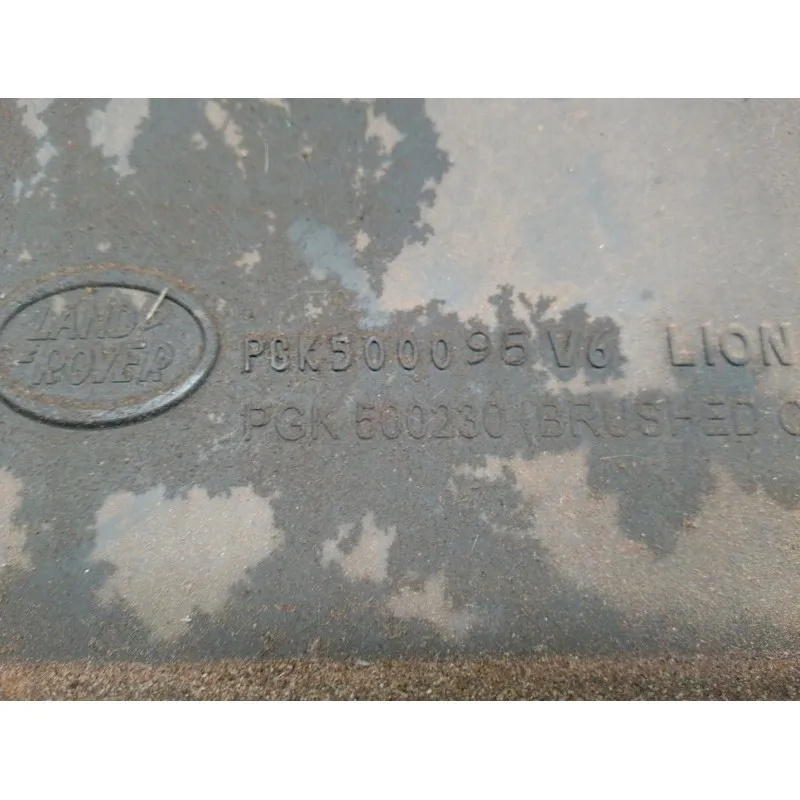 LAND
ROVER
PGK500095 V6 LION
PGK 500230 (BRUSHED